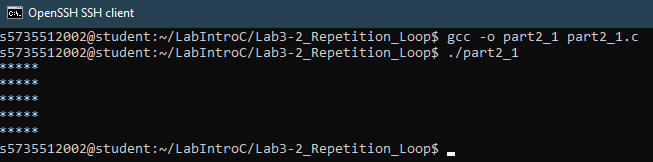 OpenSSH SSH client
s5735512002@student:~/LabIntroC/Lab3-2_Repetition_Loop$ gcc -o part2_1 part2_1.c
s5735512002@student:~/LabIntroC/Lab3-2_Repetition_Loop$ ./part2_1
*****
*****
*****
*****
*****
s5735512002@student:~/LabIntroC/Lab3-2_Repetition_Loop$